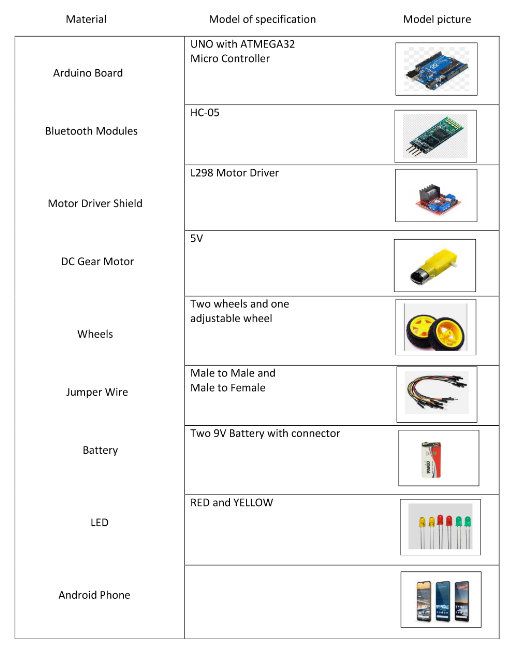 Material Model of specification Model picture
UNO with ATMEGA32
Micro Controller
Arduino Board
HC-05
Bluetooth Modules
L298 Motor Driver
Motor Driver Shield
5V
DC Gear Motor
Two wheels and one
adjustable wheel
Wheels
Male to Male and
Male to Female
Jumper Wire
Two 9V Battery with connector
Battery
RED and YELLOW
LED
Android Phone